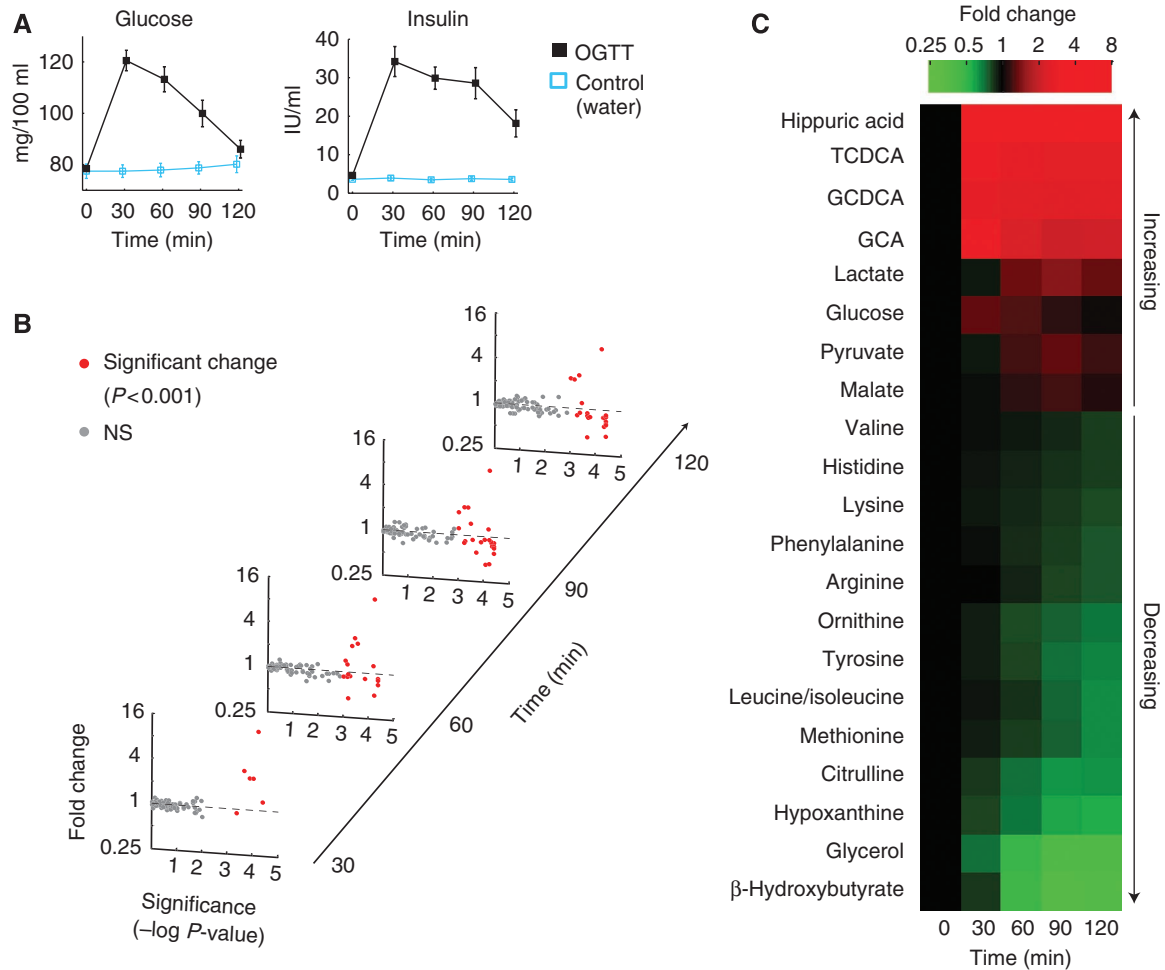 A
Glucose
Insulin
mg/100 ml
120
100
80
0 30 60 90 120
Time (min)
IU/ml
40
30
20
10
0
0 30 60 90 120
Time (min)
OGTT
Control
(water)
B
Significant change
(P<0.001)
NS
16
4
1
0.25
1 2 3 4 5
120
16
4
1
0.25
1 2 3 4 5
90
16
4
1
0.25
1 2 3 4 5
60
16
4
1
0.25
1 2 3 4 5
30
Time (min)
Fold change
Significance
(–log P-value)
C
Fold change
0.25 0.5 1 2 4 8
Hippuric acid
TCDCA
GCDCA
GCA
Lactate
Glucose
Pyruvate
Malate
Valine
Histidine
Lysine
Phenylalanine
Arginine
Ornithine
Tyrosine
Leucine/isoleucine
Methionine
Citrulline
Hypoxanthine
Glycerol
β-Hydroxybutyrate
0 30 60 90 120
Time (min)
Increasing
Decreasing